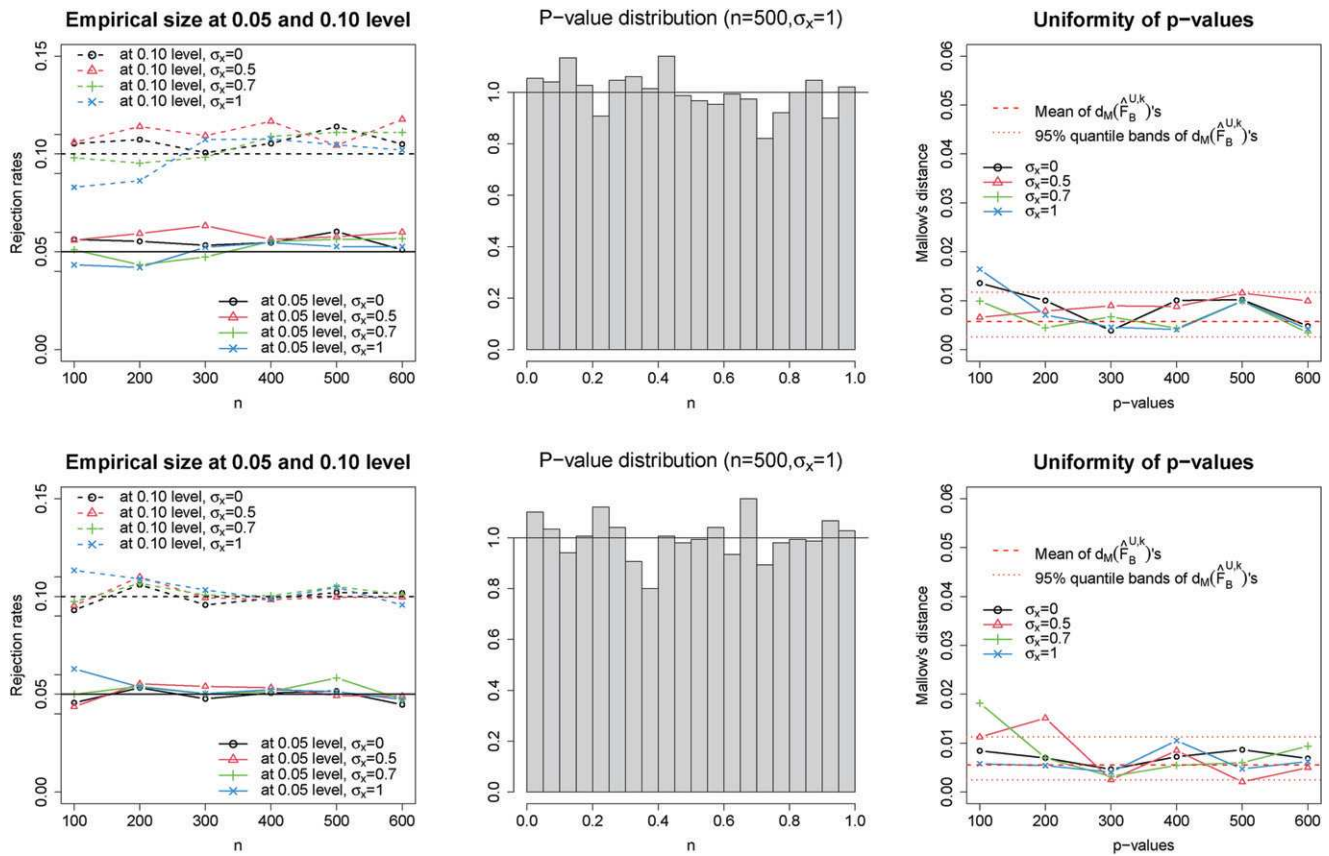 Empirical size at 0.05 and 0.10 level
Rejection rates
0.15
0.10
0.05
0.00
at 0.10 level, σx=0
at 0.10 level, σx=0.5
at 0.10 level, σx=0.7
at 0.10 level, σx=1
at 0.05 level, σx=0
at 0.05 level, σx=0.5
at 0.05 level, σx=0.7
at 0.05 level, σx=1
100 200 300 400 500 600
n
P−value distribution (n=500,σx=1)
1.0
0.8
0.6
0.4
0.2
0.0
0.0 0.2 0.4 0.6 0.8 1.0
n
Uniformity of p−values
Mallow's distance
0.06
0.05
0.04
0.03
0.02
0.01
0.00
Mean of dM(F̂B^U,k)'s
95% quantile bands of dM(F̂B^U,k)'s
σx=0
σx=0.5
σx=0.7
σx=1
100 200 300 400 500 600
p−values
Empirical size at 0.05 and 0.10 level
Rejection rates
0.15
0.10
0.05
0.00
at 0.10 level, σx=0
at 0.10 level, σx=0.5
at 0.10 level, σx=0.7
at 0.10 level, σx=1
at 0.05 level, σx=0
at 0.05 level, σx=0.5
at 0.05 level, σx=0.7
at 0.05 level, σx=1
100 200 300 400 500 600
n
P−value distribution (n=500,σx=1)
1.0
0.8
0.6
0.4
0.2
0.0
0.0 0.2 0.4 0.6 0.8 1.0
n
Uniformity of p−values
Mallow's distance
0.06
0.05
0.04
0.03
0.02
0.01
0.00
Mean of dM(F̂B^U,k)'s
95% quantile bands of dM(F̂B^U,k)'s
σx=0
σx=0.5
σx=0.7
σx=1
100 200 300 400 500 600
p−values